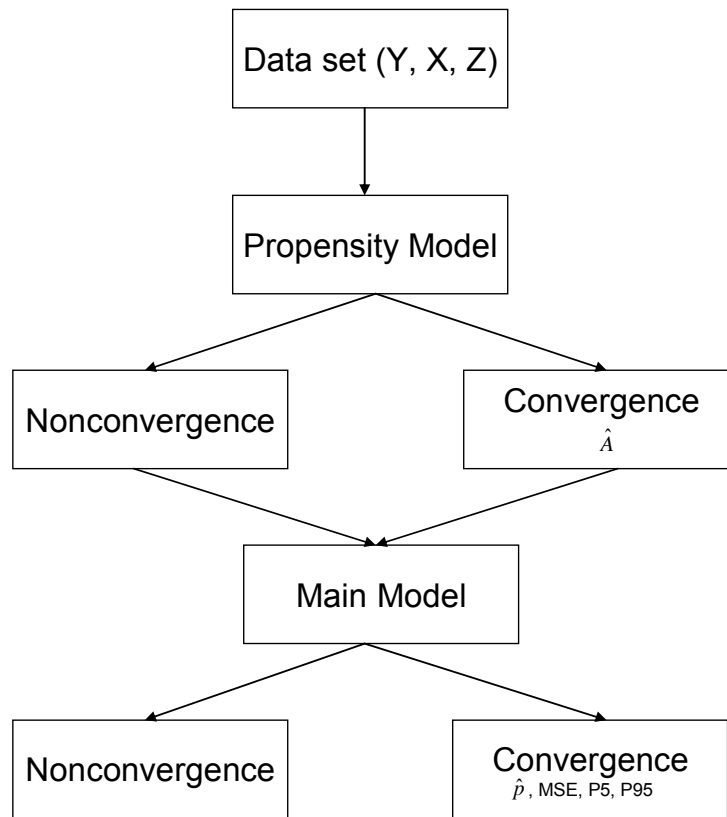 Data set (Y, X, Z)
Propensity Model
Nonconvergence
Convergence
Â
Main Model
Nonconvergence
Convergence
p̂ , MSE, P5, P95